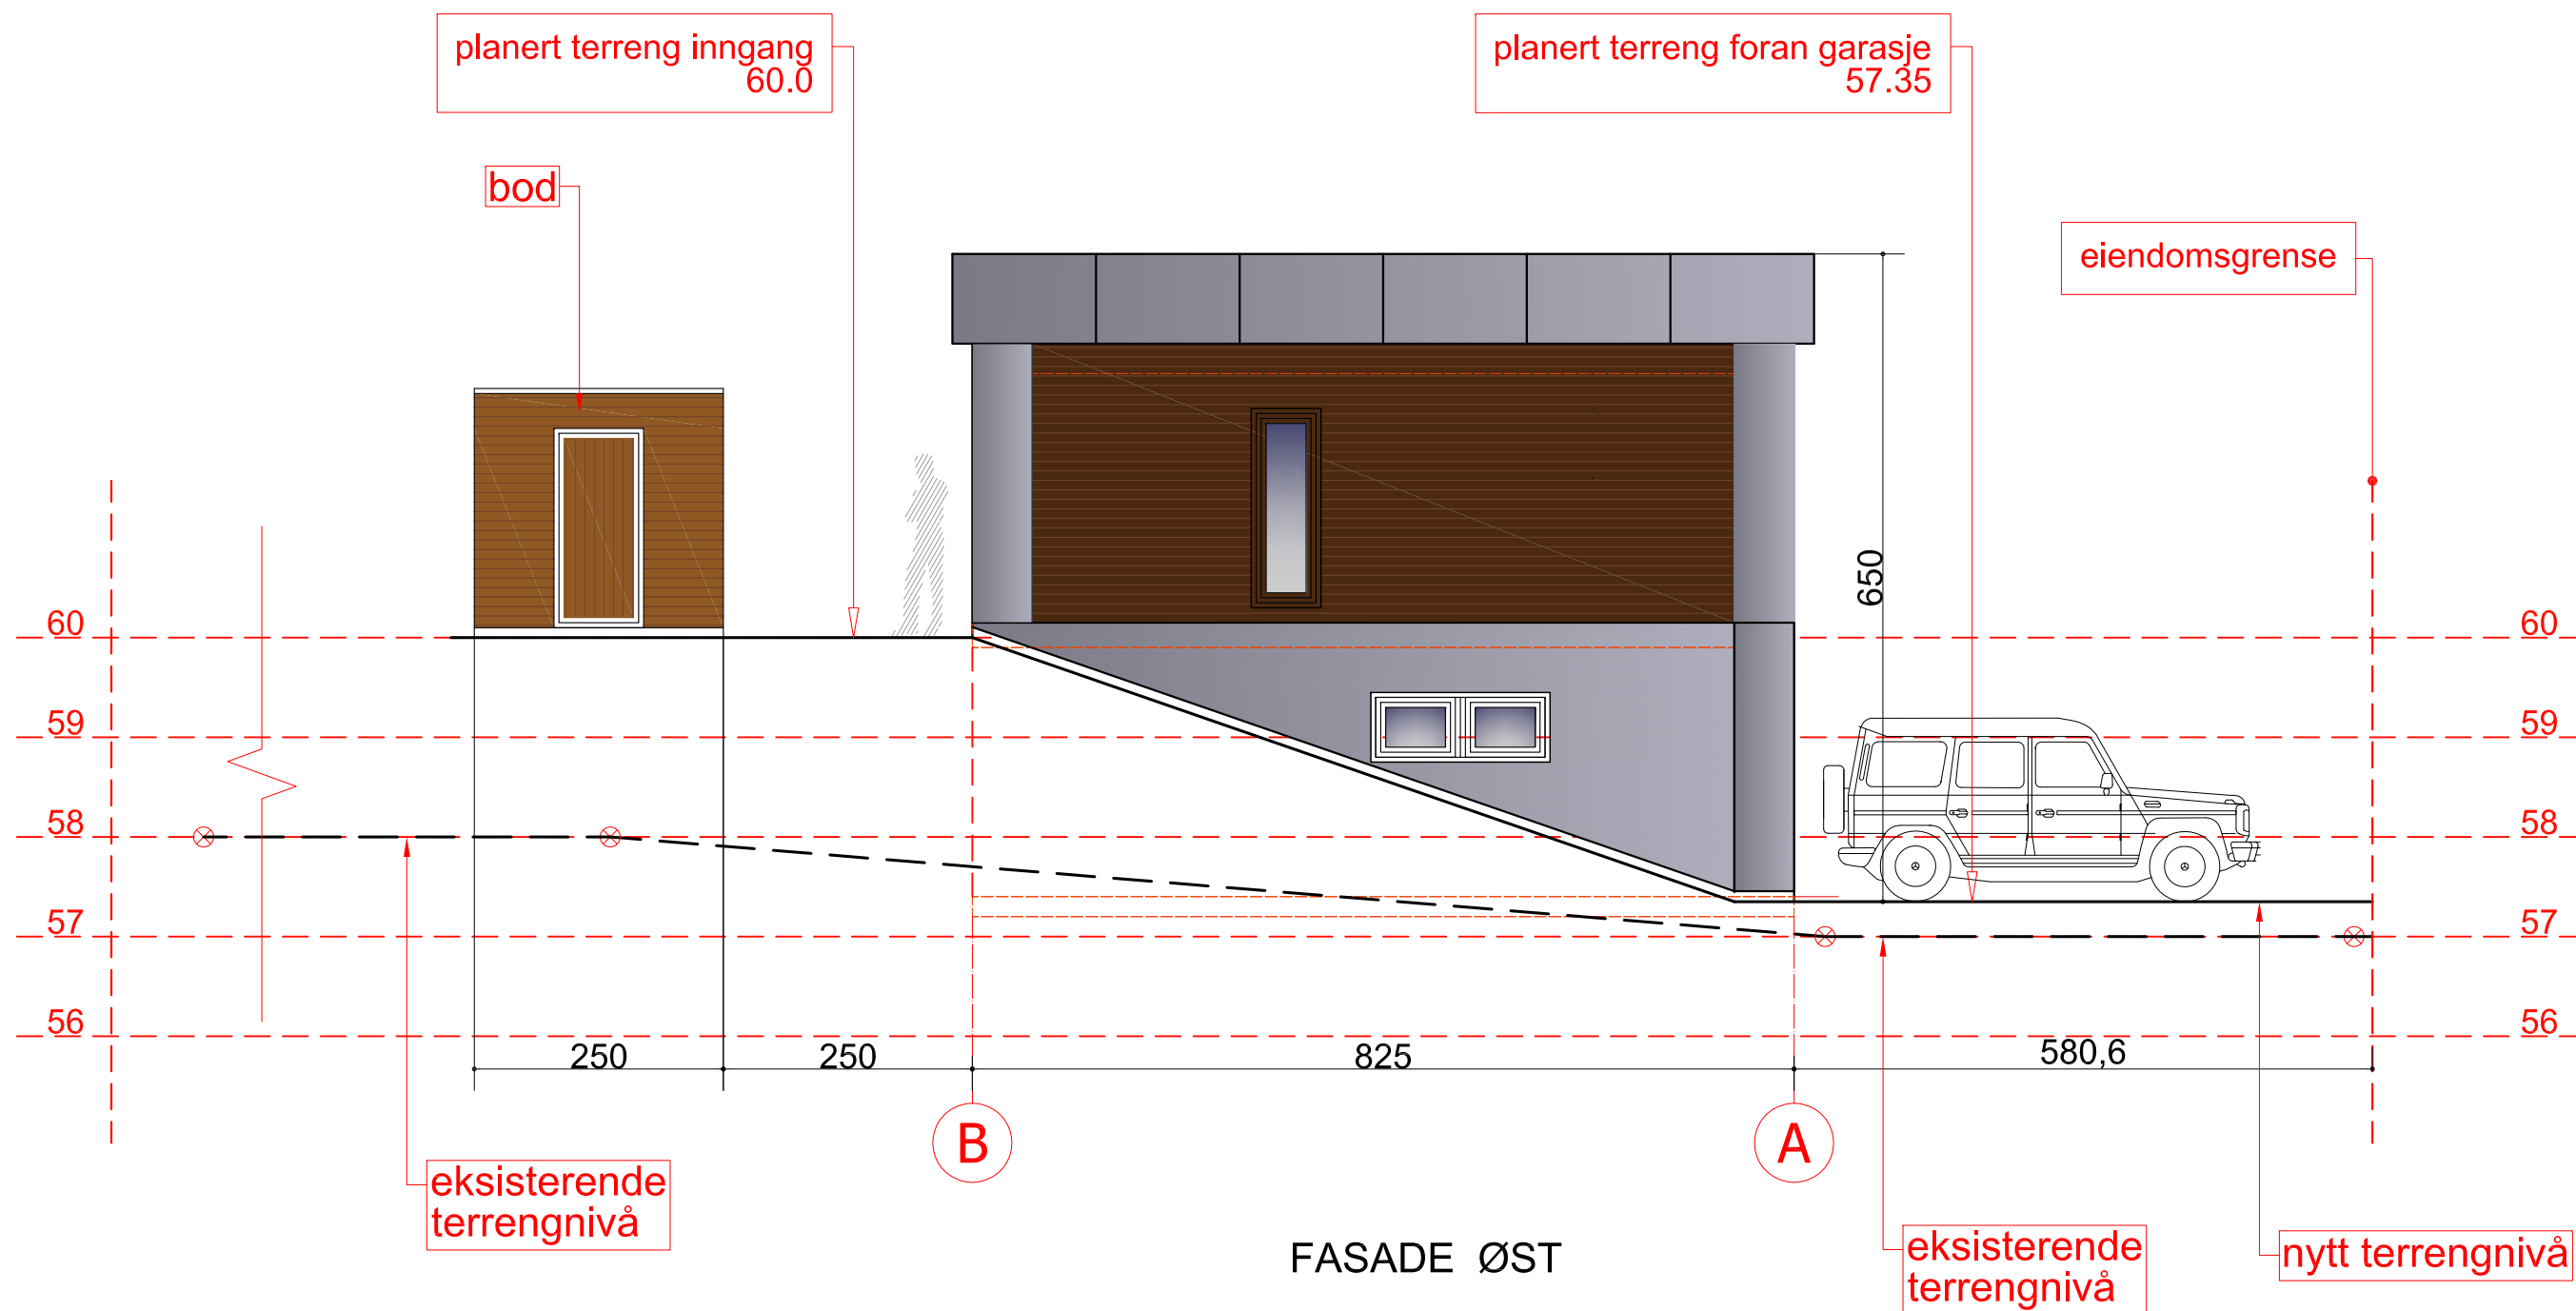 planert terreng inngang
60.0
planert terreng foran garasje
57.35
bod
eiendomsgrense
650
60
60
59
59
58
58
57
57
56
56
250
250
825
580,6
B
A
eksisterende
terrengnivå
FASADE ØST
eksisterende
terrengnivå
nytt terrengnivå